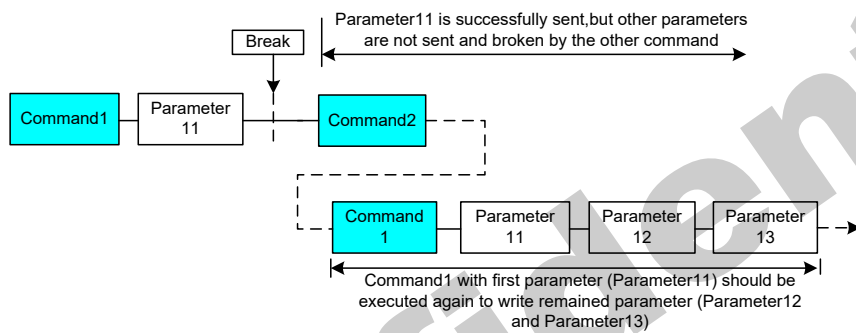 Parameter11 is successfully sent,but other parameters
are not sent and broken by the other command
Break
Command1
Parameter
11
Command2
Command
1
Parameter
11
Parameter
12
Parameter
13
Command1 with first parameter (Parameter11) should be
executed again to write remained parameter (Parameter12
and Parameter13)